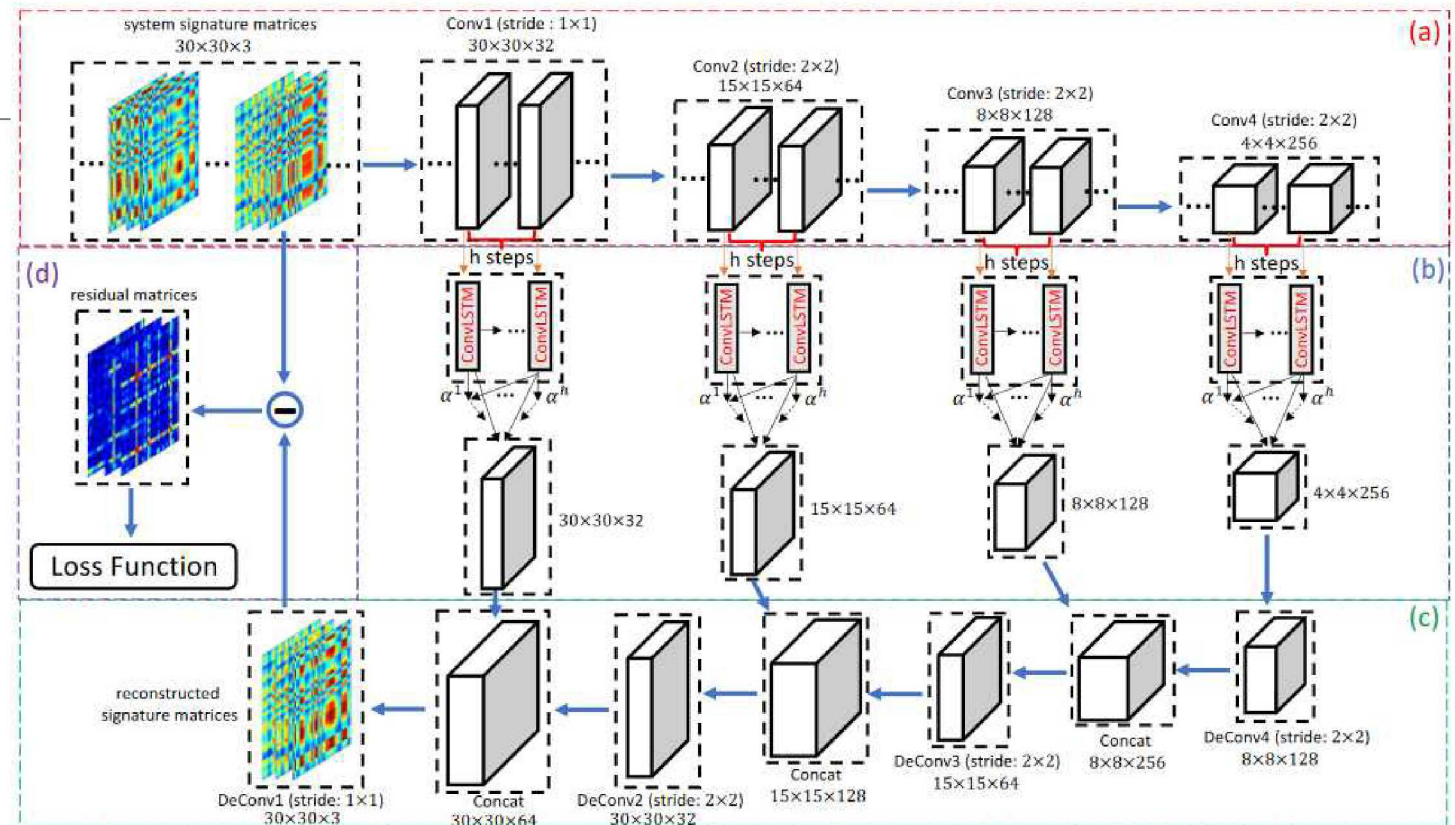 system signature matrices
30×30×3
Conv1 (stride : 1×1)
30×30×32
Conv2 (stride: 2×2)
15×15×64
Conv3 (stride: 2×2)
8×8×128
Conv4 (stride: 2×2)
4×4×256
(a)
h steps
h steps
h steps
h steps
(b)
(d)
residual matrices
ConvLSTM
...
ConvLSTM
ConvLSTM
...
ConvLSTM
ConvLSTM
...
ConvLSTM
ConvLSTM
...
ConvLSTM
α¹ ... αʰ
α¹ ... αʰ
α¹ ... αʰ
α¹ ... αʰ
30×30×32
15×15×64
8×8×128
4×4×256
Loss Function
(c)
reconstructed
signature matrices
DeConv1 (stride: 1×1)
30×30×3
Concat
30×30×64
DeConv2 (stride: 2×2)
30×30×32
Concat
15×15×128
DeConv3 (stride: 2×2)
15×15×64
Concat
8×8×256
DeConv4 (stride: 2×2)
8×8×128